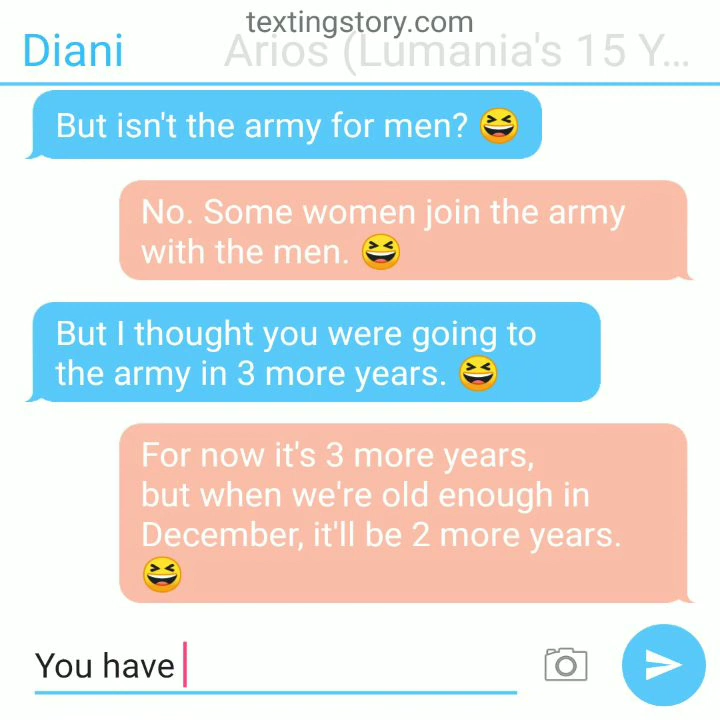 textingstory.com
Diani
Arios (Lumania's 15 Y...
But isn't the army for men? 😆
No. Some women join the army
with the men. 😆
But I thought you were going to
the army in 3 more years. 😆
For now it's 3 more years,
but when we're old enough in
December, it'll be 2 more years.
😆
You have